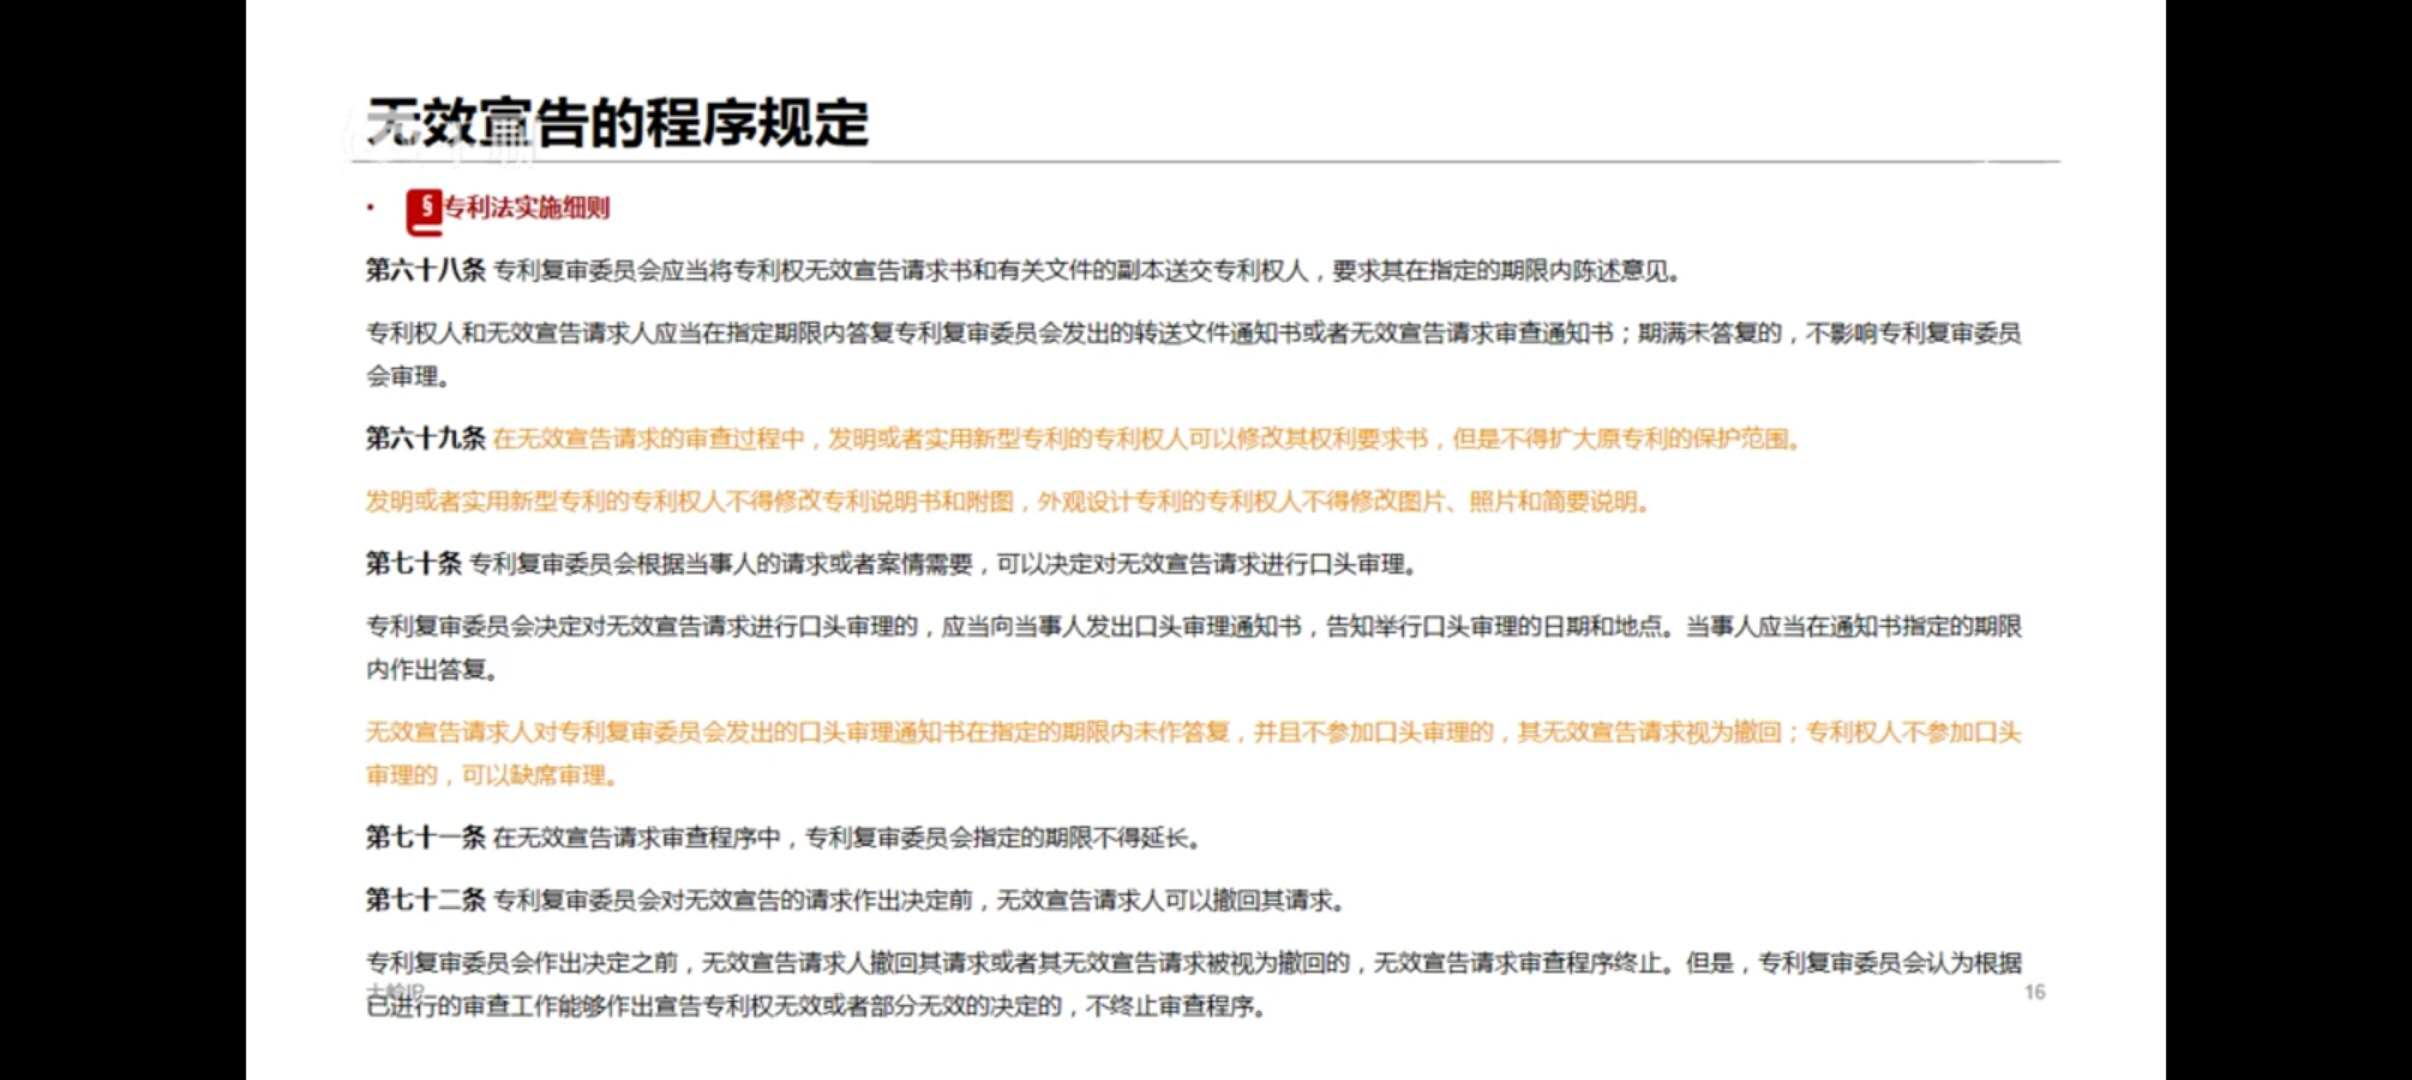 无效宣告的程序规定
• § 专利法实施细则
第六十八条 专利复审委员会应当将专利权无效宣告请求书和有关文件的副本送交专利权人，要求其在指定的期限内陈述意见。
专利权人和无效宣告请求人应当在指定期限内答复专利复审委员会发出的转送文件通知书或者无效宣告请求审查通知书；期满未答复的，不影响专利复审委员
会审理。
第六十九条 在无效宣告请求的审查过程中，发明或者实用新型专利的专利权人可以修改其权利要求书，但是不得扩大原专利的保护范围。
发明或者实用新型专利的专利权人不得修改专利说明书和附图，外观设计专利的专利权人不得修改图片、照片和简要说明。
第七十条 专利复审委员会根据当事人的请求或者案情需要，可以决定对无效宣告请求进行口头审理。
专利复审委员会决定对无效宣告请求进行口头审理的，应当向当事人发出口头审理通知书，告知举行口头审理的日期和地点。当事人应当在通知书指定的期限
内作出答复。
无效宣告请求人对专利复审委员会发出的口头审理通知书在指定的期限内未作答复，并且不参加口头审理的，其无效宣告请求视为撤回；专利权人不参加口头
审理的，可以缺席审理。
第七十一条 在无效宣告请求审查程序中，专利复审委员会指定的期限不得延长。
第七十二条 专利复审委员会对无效宣告的请求作出决定前，无效宣告请求人可以撤回其请求。
专利复审委员会作出决定之前，无效宣告请求人撤回其请求或者其无效宣告请求被视为撤回的，无效宣告请求审查程序终止。但是，专利复审委员会认为根据
已进行的审查工作能够作出宣告专利权无效或者部分无效的决定的，不终止审查程序。
16